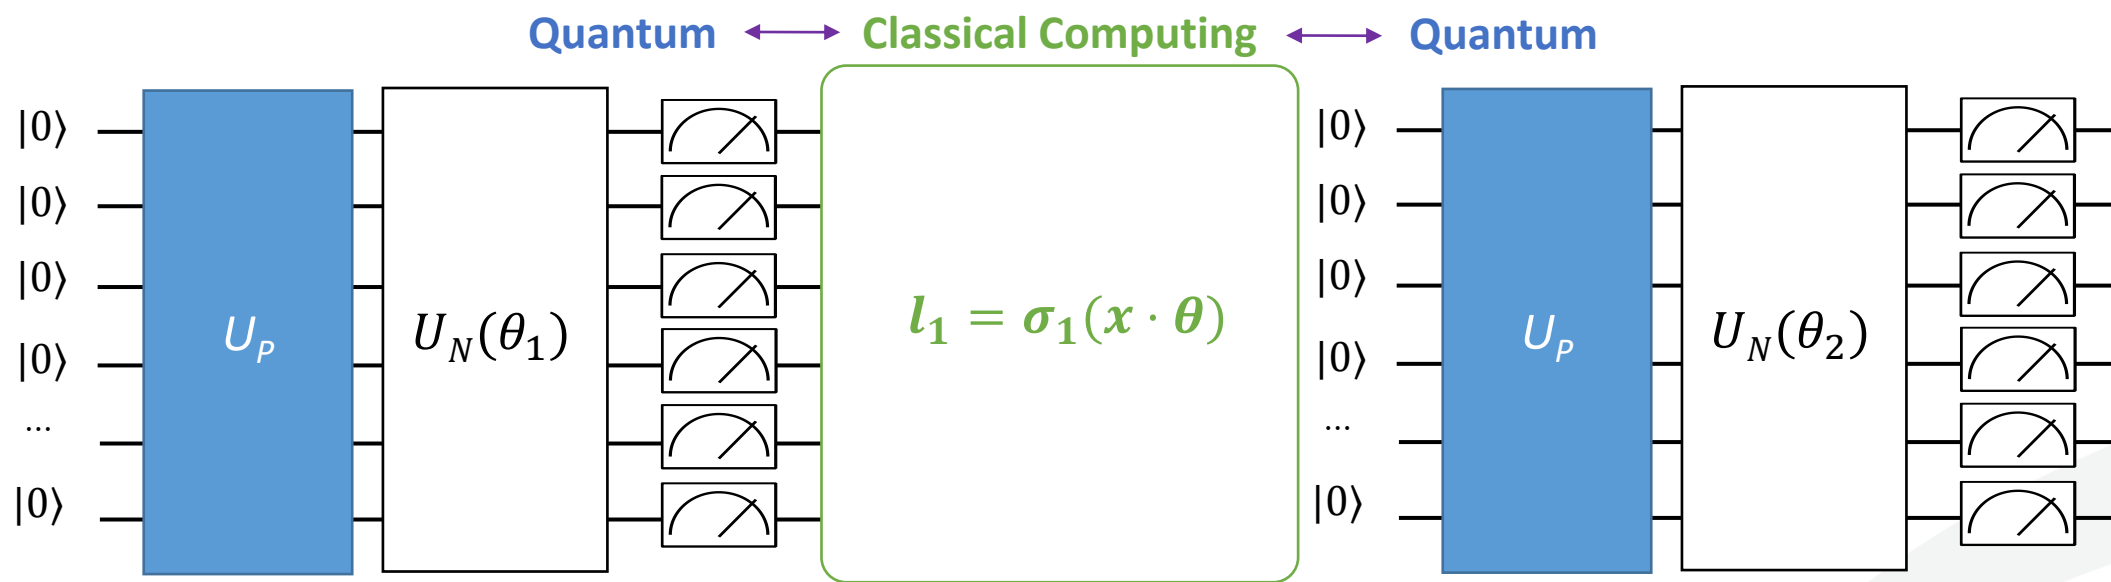 Quantum ⟷ Classical Computing ⟷ Quantum
|0⟩
|0⟩
|0⟩
|0⟩
...
|0⟩
U_P
U_N(θ_1)
l_1 = σ_1(x · θ)
|0⟩
|0⟩
|0⟩
|0⟩
...
|0⟩
U_P
U_N(θ_2)